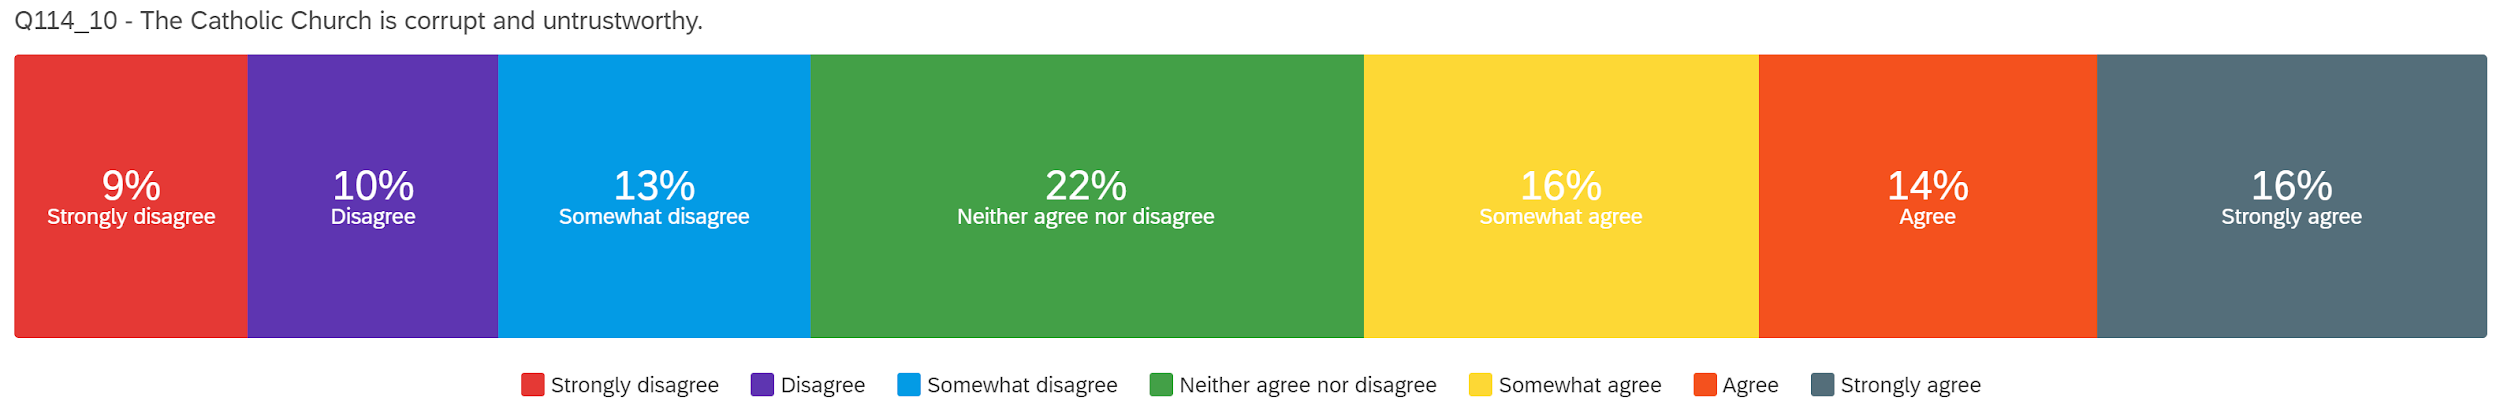 Q114_10 - The Catholic Church is corrupt and untrustworthy.
9% 10% 13% 22% 16% 14% 16%
Strongly disagree Disagree Somewhat disagree Neither agree nor disagree Somewhat agree Agree Strongly agree
Strongly disagree Disagree Somewhat disagree Neither agree nor disagree Somewhat agree Agree Strongly agree